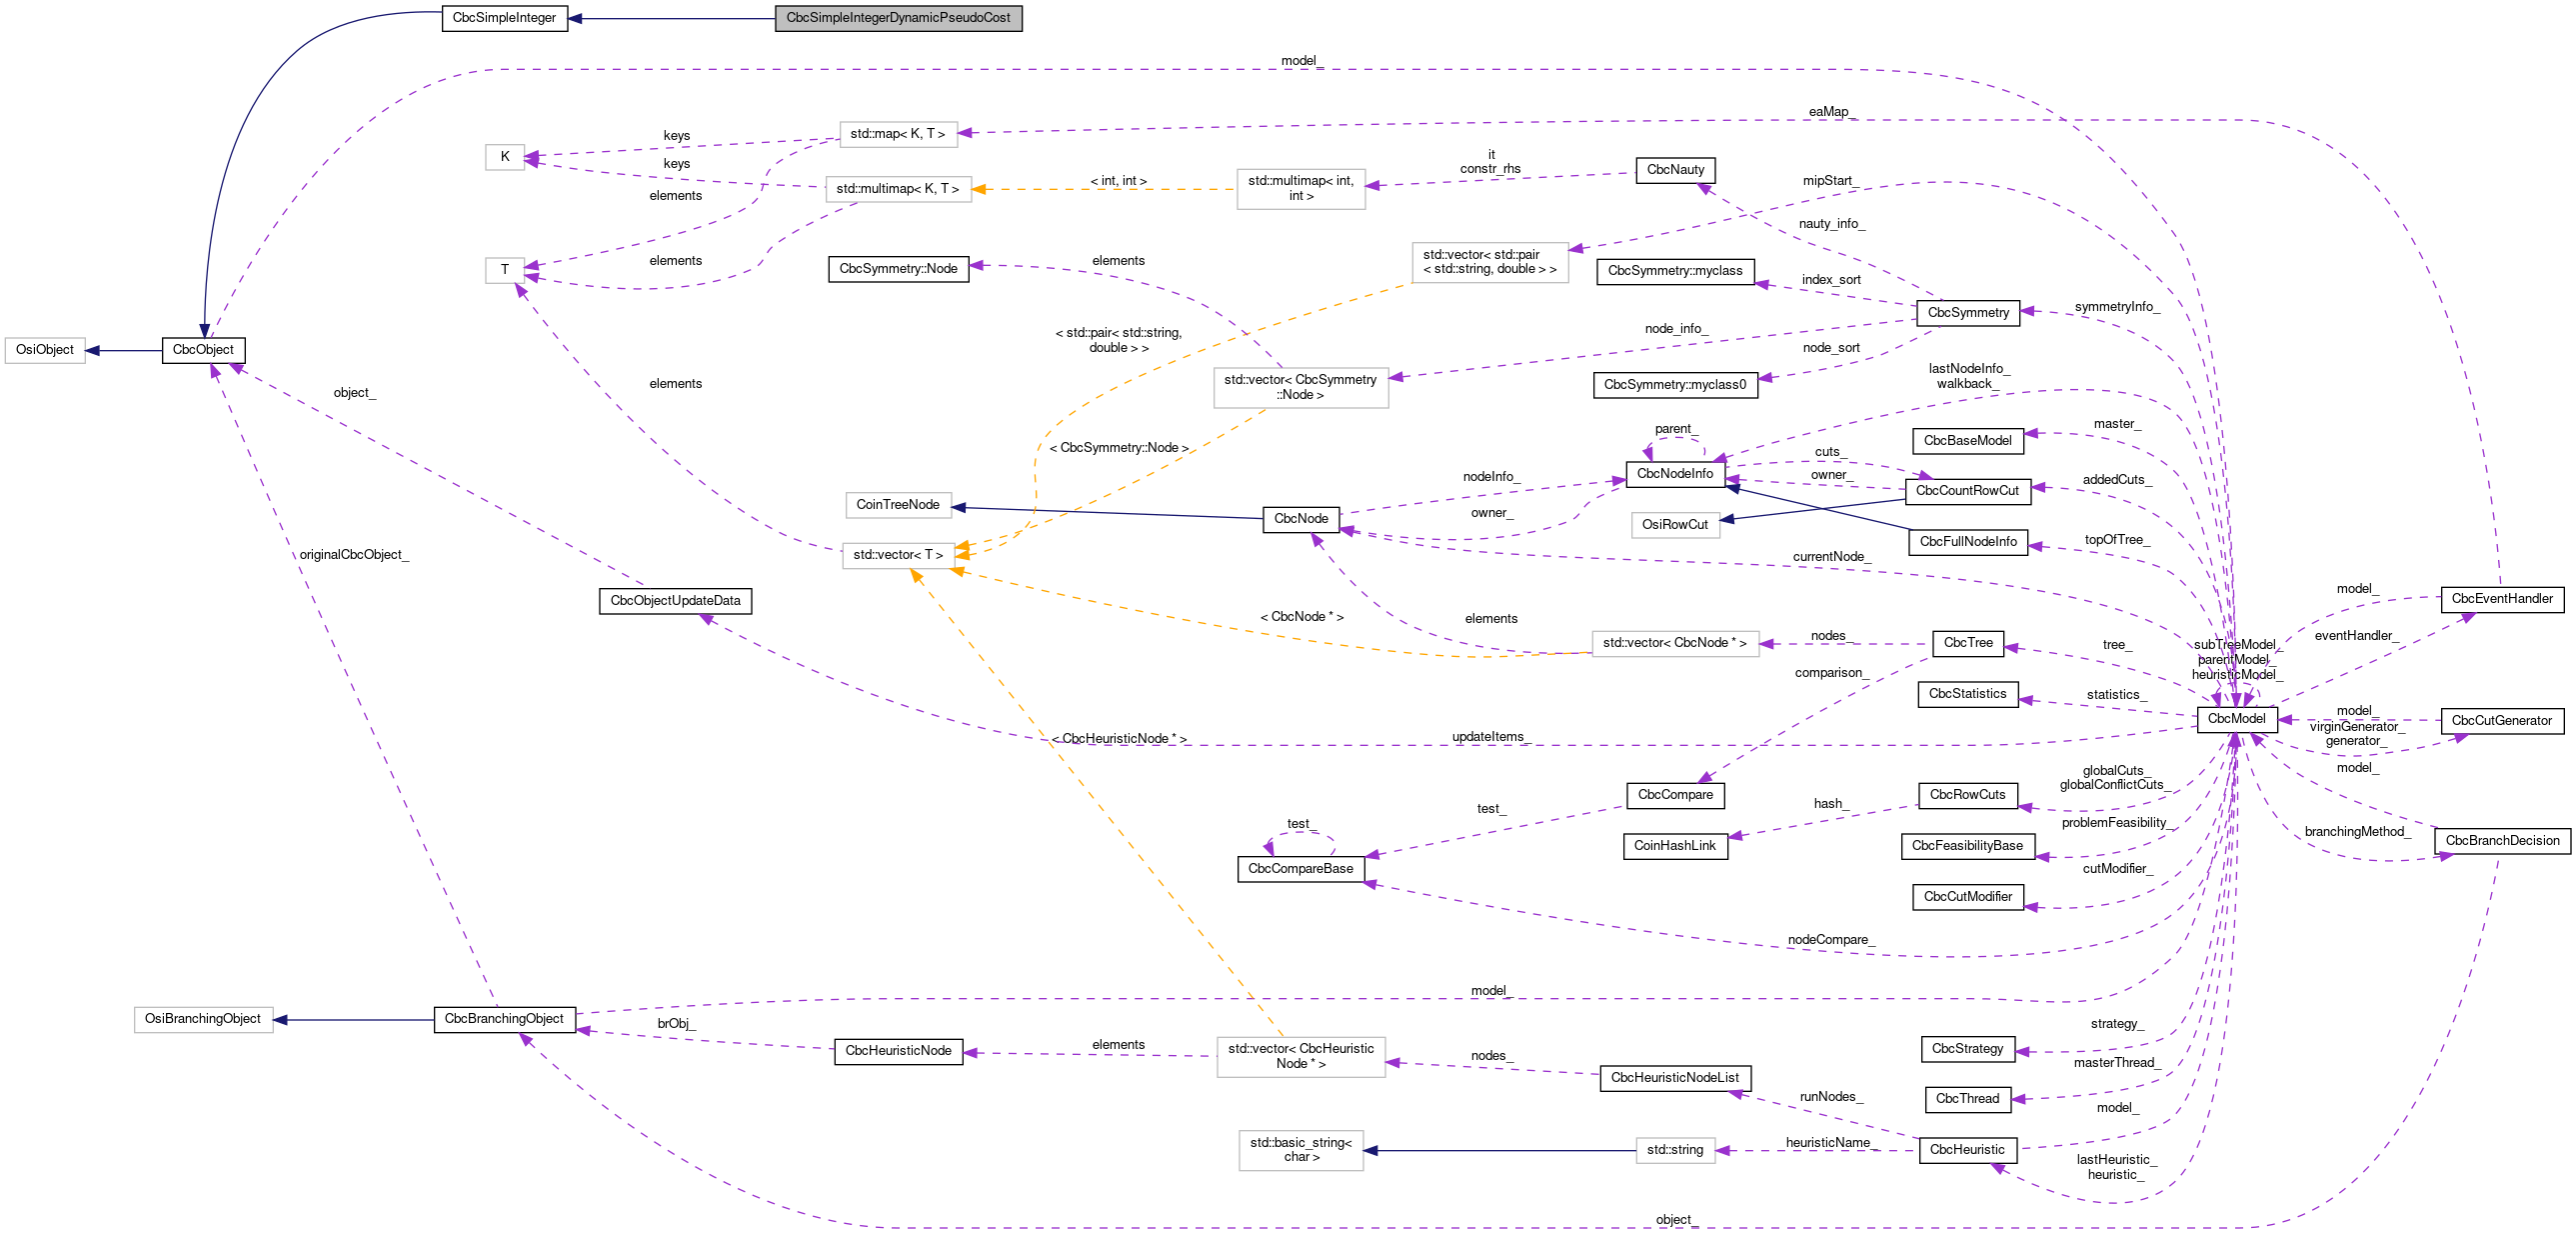 CbcSimpleInteger
CbcSimpleIntegerDynamicPseudoCost
model_
eaMap_
keys
std::map< K, T >
K
keys
elements
std::multimap< K, T >
< int, int >
std::multimap< int,
int >
it
constr_rhs
CbcNauty
mipStart_
nauty_info_
T
elements
CbcSymmetry::Node
elements
std::vector< std::pair
< std::string, double > >
CbcSymmetry::myclass
index_sort
CbcSymmetry
symmetryInfo_
< std::pair< std::string,
double > >
node_info_
node_sort
OsiObject
CbcObject
elements
object_
std::vector< CbcSymmetry
::Node >
CbcSymmetry::myclass0
lastNodeInfo_
walkback_
< CbcSymmetry::Node >
parent_
CbcBaseModel
master_
CbcNodeInfo
cuts_
owner_
nodeInfo_
CbcCountRowCut
addedCuts_
CoinTreeNode
CbcNode
owner_
OsiRowCut
CbcFullNodeInfo
topOfTree_
originalCbcObject_
std::vector< T >
currentNode_
CbcObjectUpdateData
< CbcNode * >
elements
std::vector< CbcNode * >
nodes_
CbcTree
tree_
subTreeModel_
parentModel_
heuristicModel_
model_
eventHandler_
CbcEventHandler
comparison_
CbcStatistics
statistics_
CbcModel
model_
virginGenerator_
generator_
CbcCutGenerator
< CbcHeuristicNode * >
updateItems_
model_
CbcCompare
test_
hash_
CbcRowCuts
globalCuts_
globalConflictCuts_
test_
CbcCompareBase
CoinHashLink
CbcFeasibilityBase
problemFeasibility_
branchingMethod_
CbcBranchDecision
CbcCutModifier
cutModifier_
nodeCompare_
model_
OsiBranchingObject
CbcBranchingObject
brObj_
CbcHeuristicNode
elements
std::vector< CbcHeuristic
Node * >
nodes_
CbcHeuristicNodeList
CbcStrategy
strategy_
masterThread_
runNodes_
CbcThread
model_
std::basic_string<
char >
std::string
heuristicName_
CbcHeuristic
lastHeuristic_
heuristic_
object_
elements